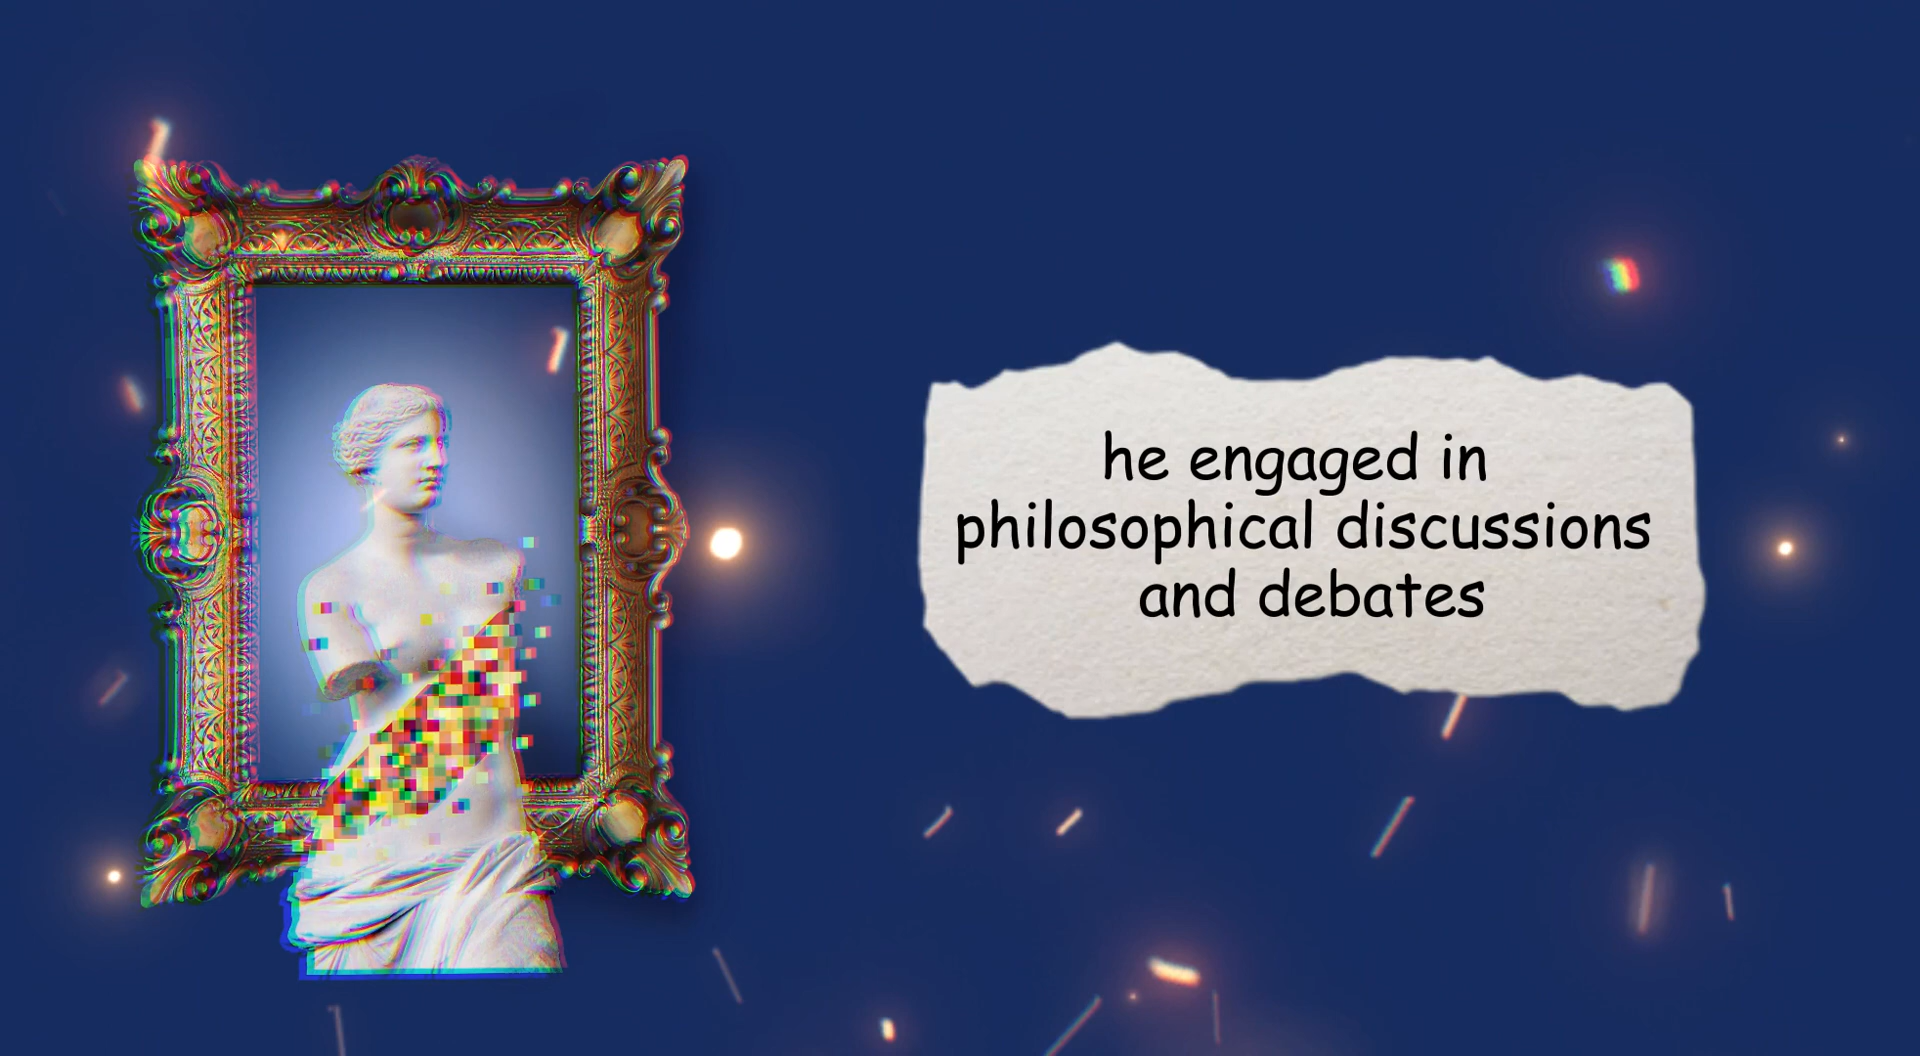 he engaged in
philosophical discussions
and debates